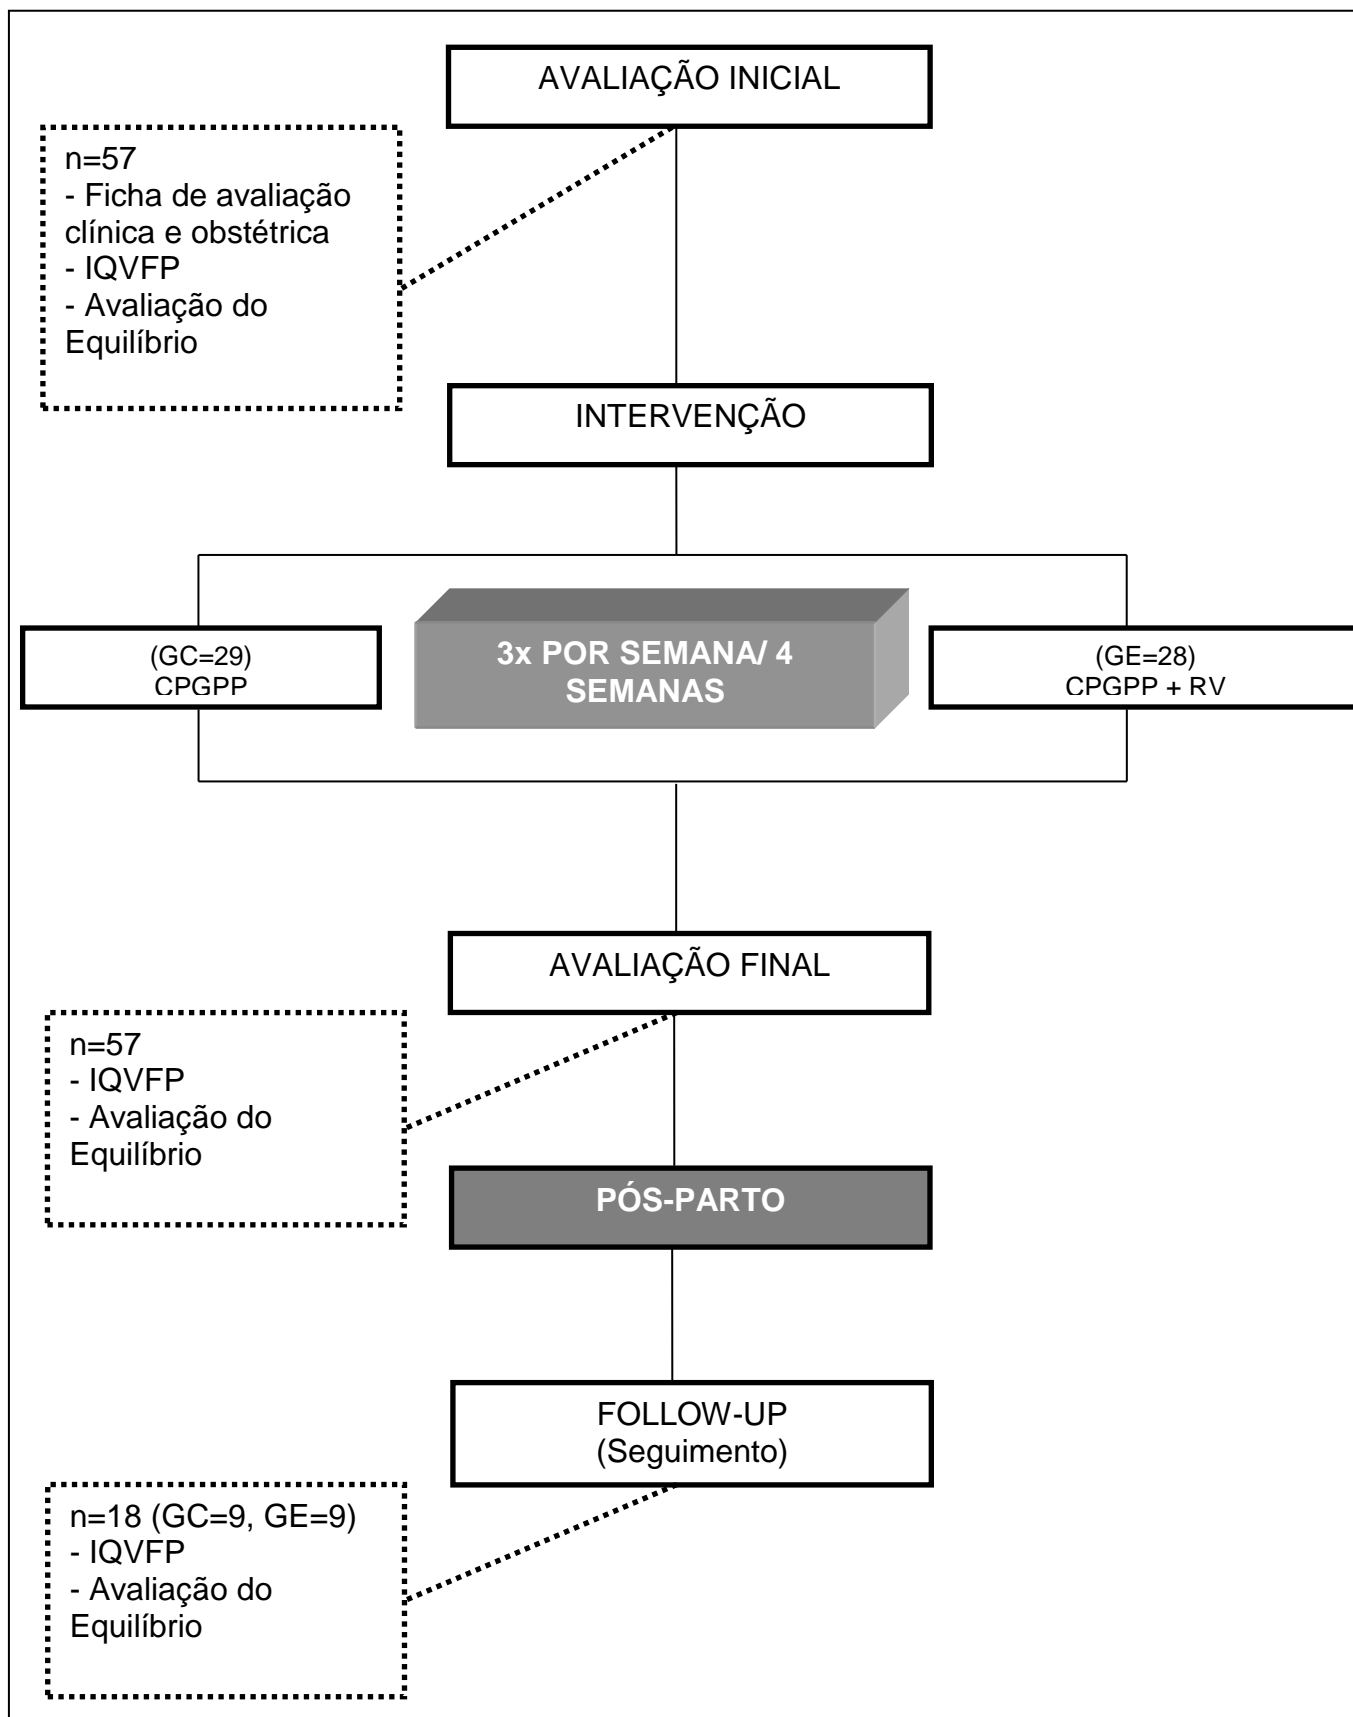 AVALIAÇÃO INICIAL
n=57
- Ficha de avaliação
clínica e obstétrica
- IQVFP
- Avaliação do
Equilíbrio
INTERVENÇÃO
(GC=29)
CPGPP
3x POR SEMANA/ 4
SEMANAS
(GE=28)
CPGPP + RV
AVALIAÇÃO FINAL
n=57
- IQVFP
- Avaliação do
Equilíbrio
PÓS-PARTO
FOLLOW-UP
(Seguimento)
n=18 (GC=9, GE=9)
- IQVFP
- Avaliação do
Equilíbrio